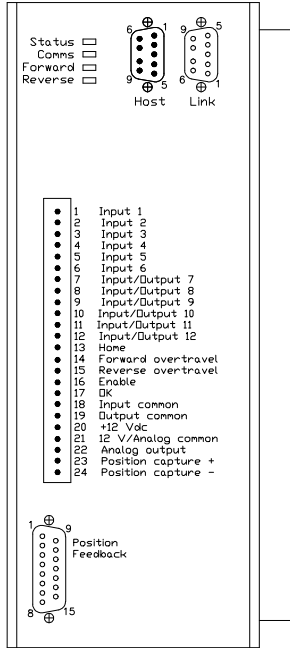 Status
Comms
Forward
Reverse
6 1
9 5
Host
9 5
6 1
Link
1 Input 1
2 Input 2
3 Input 3
4 Input 4
5 Input 5
6 Input 6
7 Input/Output 7
8 Input/Output 8
9 Input/Output 9
10 Input/Output 10
11 Input/Output 11
12 Input/Output 12
13 Home
14 Forward overtravel
15 Reverse overtravel
16 Enable
17 OK
18 Input common
19 Output common
20 +12 Vdc
21 12 V/Analog common
22 Analog output
23 Position capture +
24 Position capture -
1 9
Position
Feedback
8 15